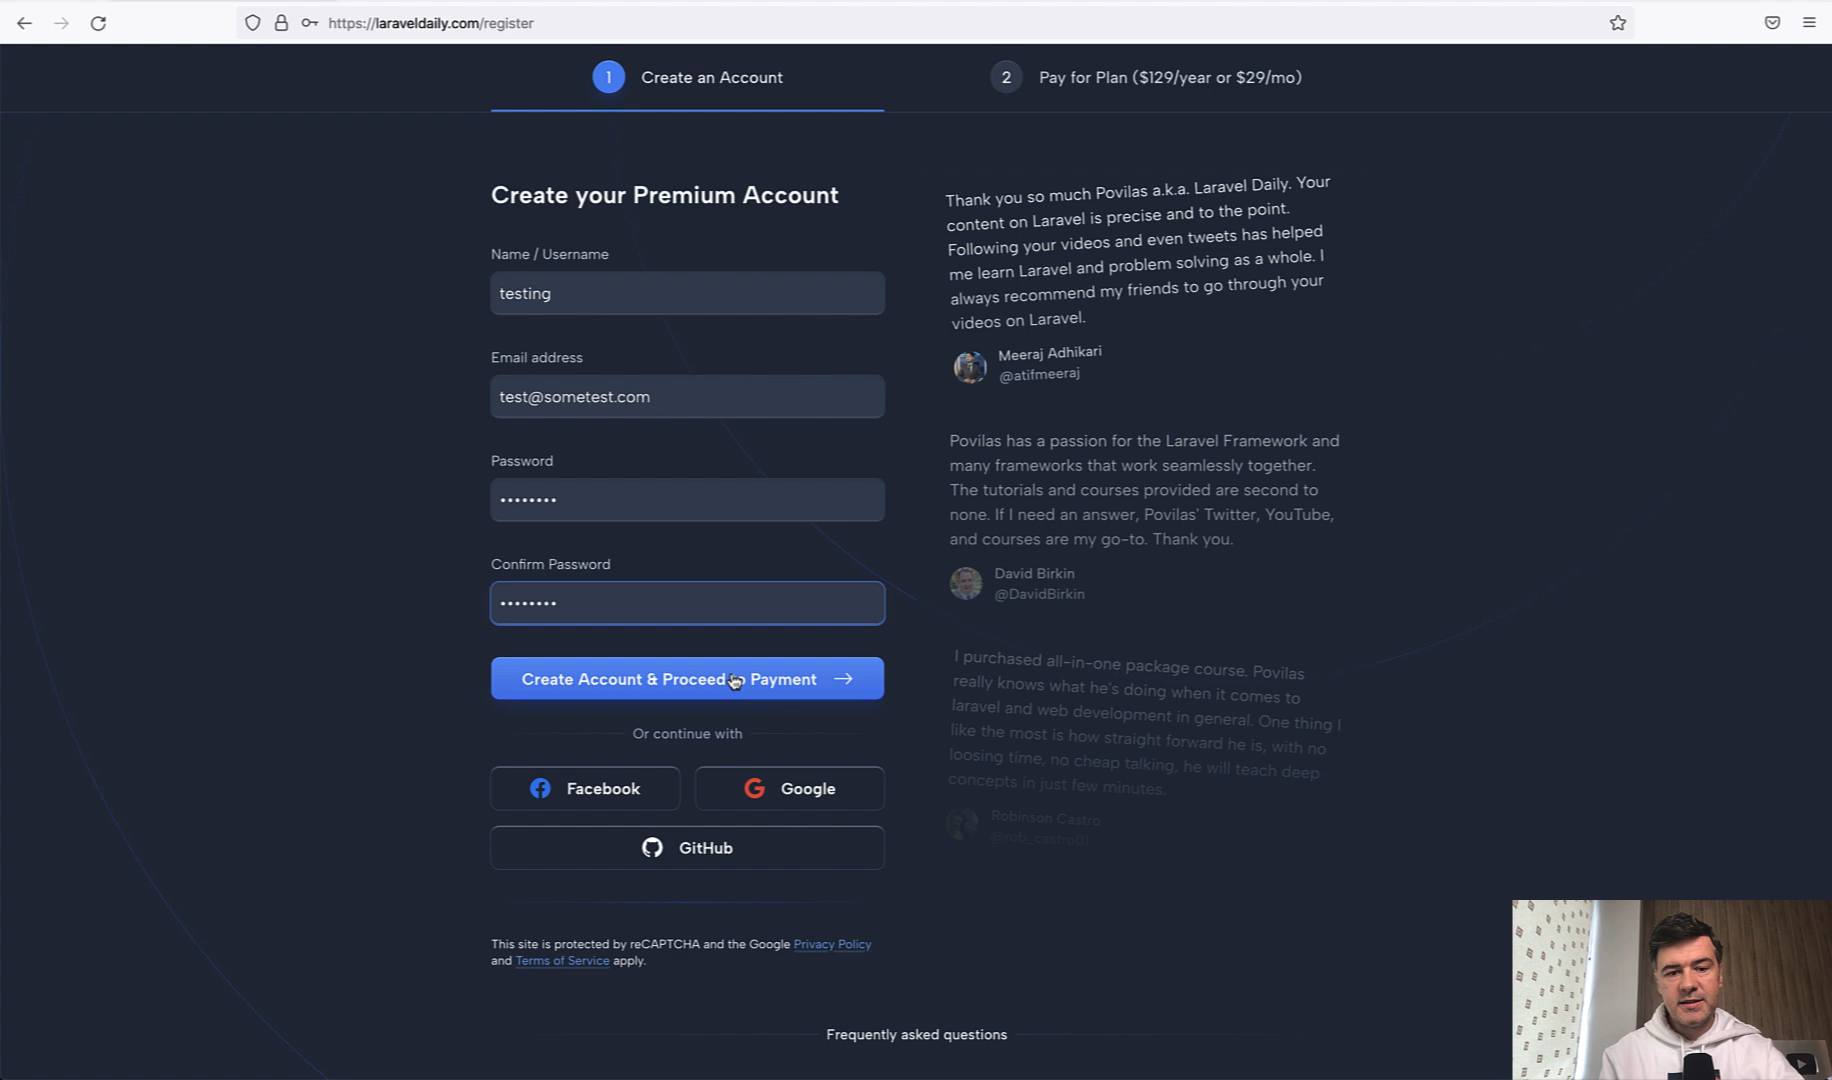 https://laraveldaily.com/register
1 Create an Account
2 Pay for Plan ($129/year or $29/mo)
Create your Premium Account
Name / Username
testing
Email address
test@sometest.com
Password
••••••••
Confirm Password
••••••••
Create Account & Proceed to Payment →
Or continue with
Facebook
Google
GitHub
This site is protected by reCAPTCHA and the Google Privacy Policy
and Terms of Service apply.
Thank you so much Povilas a.k.a. Laravel Daily. Your
content on Laravel is precise and to the point.
Following your videos and even tweets has helped
me learn Laravel and problem solving as a whole. I
always recommend my friends to go through your
videos on Laravel.
Meeraj Adhikari
@atifmeeraj
Povilas has a passion for the Laravel Framework and
many frameworks that work seamlessly together.
The tutorials and courses provided are second to
none. If I need an answer, Povilas' Twitter, YouTube,
and courses are my go-to. Thank you.
David Birkin
@DavidBirkin
I purchased all-in-one package course. Povilas
really knows what he's doing when it comes to
laravel and web development in general. One thing I
like the most is how straight forward he is, with no
loosing time, no cheap talking, he will teach deep
concepts in just few minutes.
Robinson Castro
@rob_castro01
Frequently asked questions